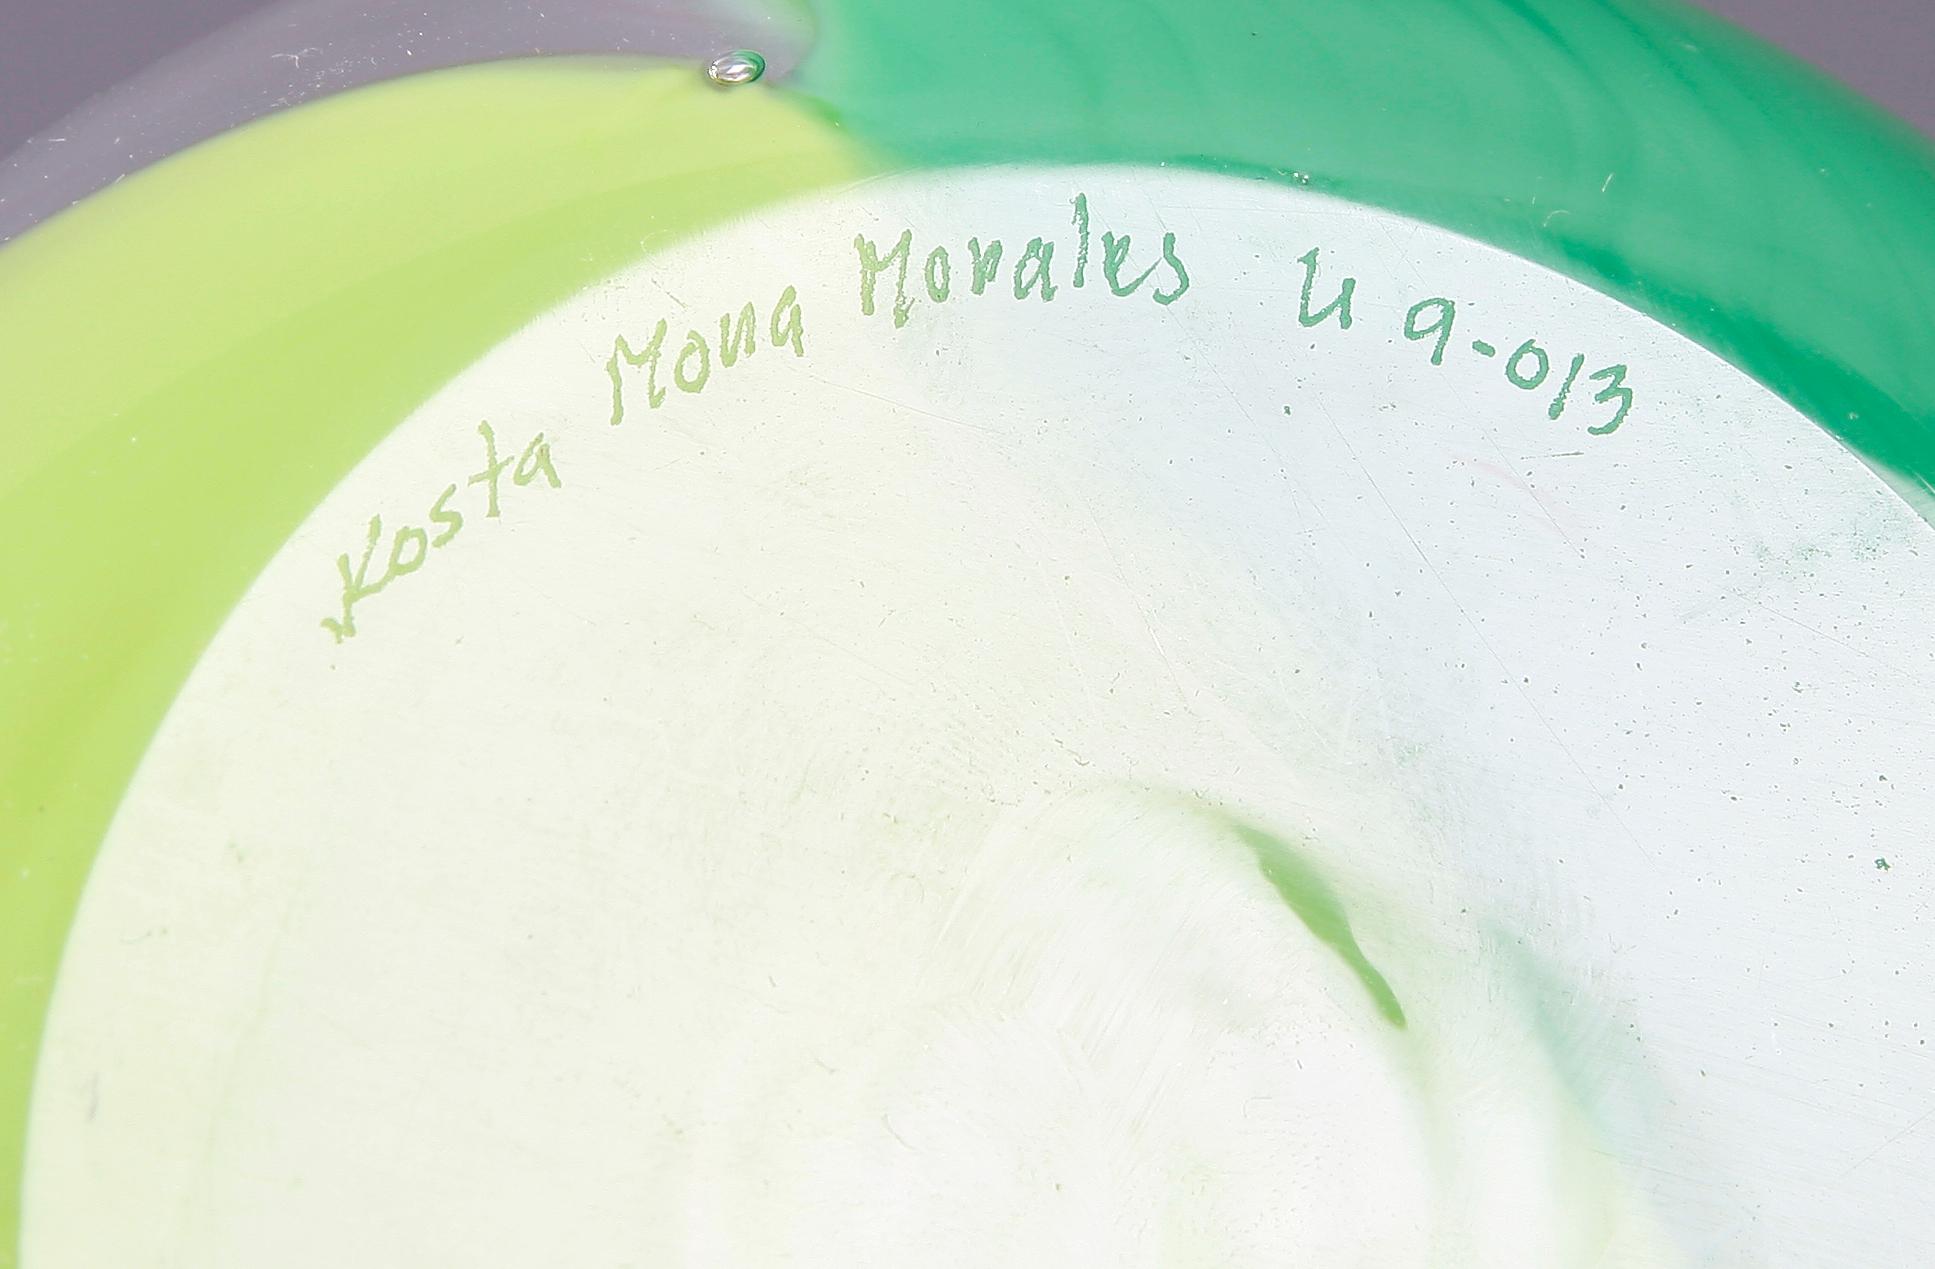 Kosta Mona Morales U 9-013